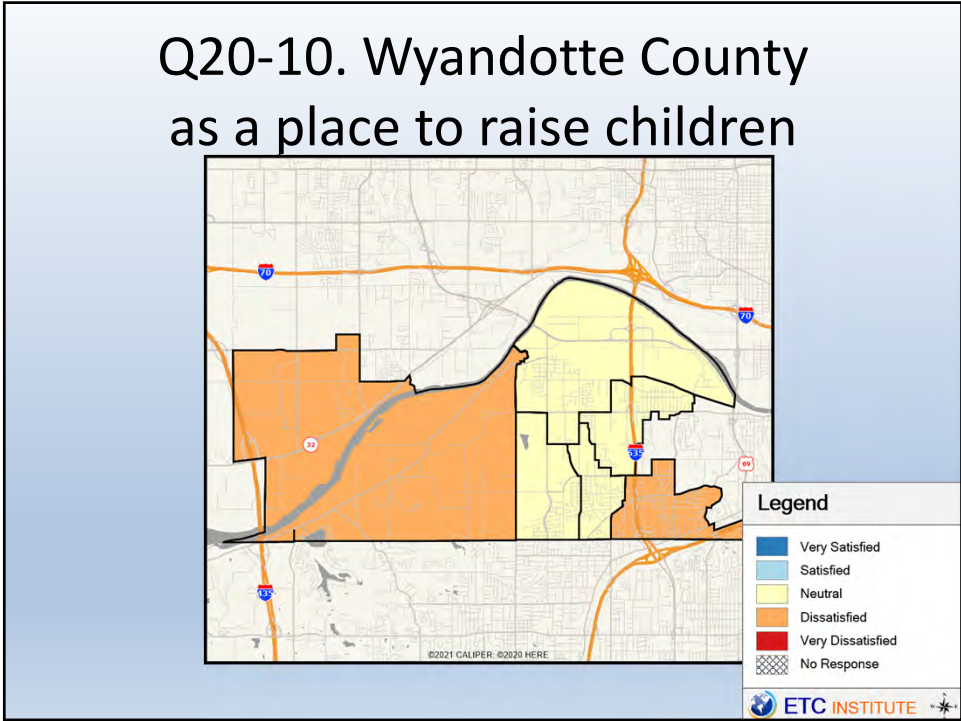 Q20-10. Wyandotte County
as a place to raise children
70
70
32
635
69
435
©2021 CALIPER; ©2020 HERE
Legend
Very Satisfied
Satisfied
Neutral
Dissatisfied
Very Dissatisfied
No Response
ETC INSTITUTE